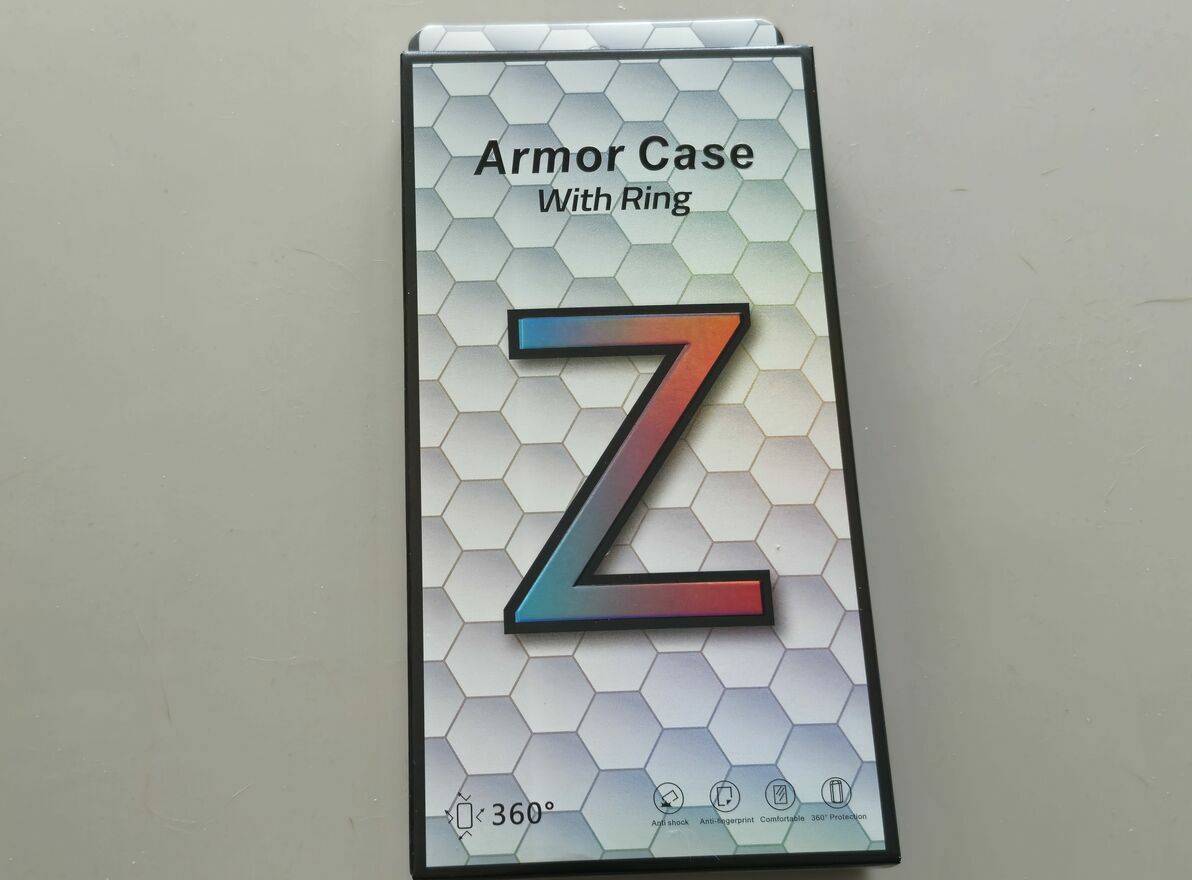 Armor Case
With Ring
Z
360°
Anti shock
Anti-fingerprint
Comfortable
360° Protection